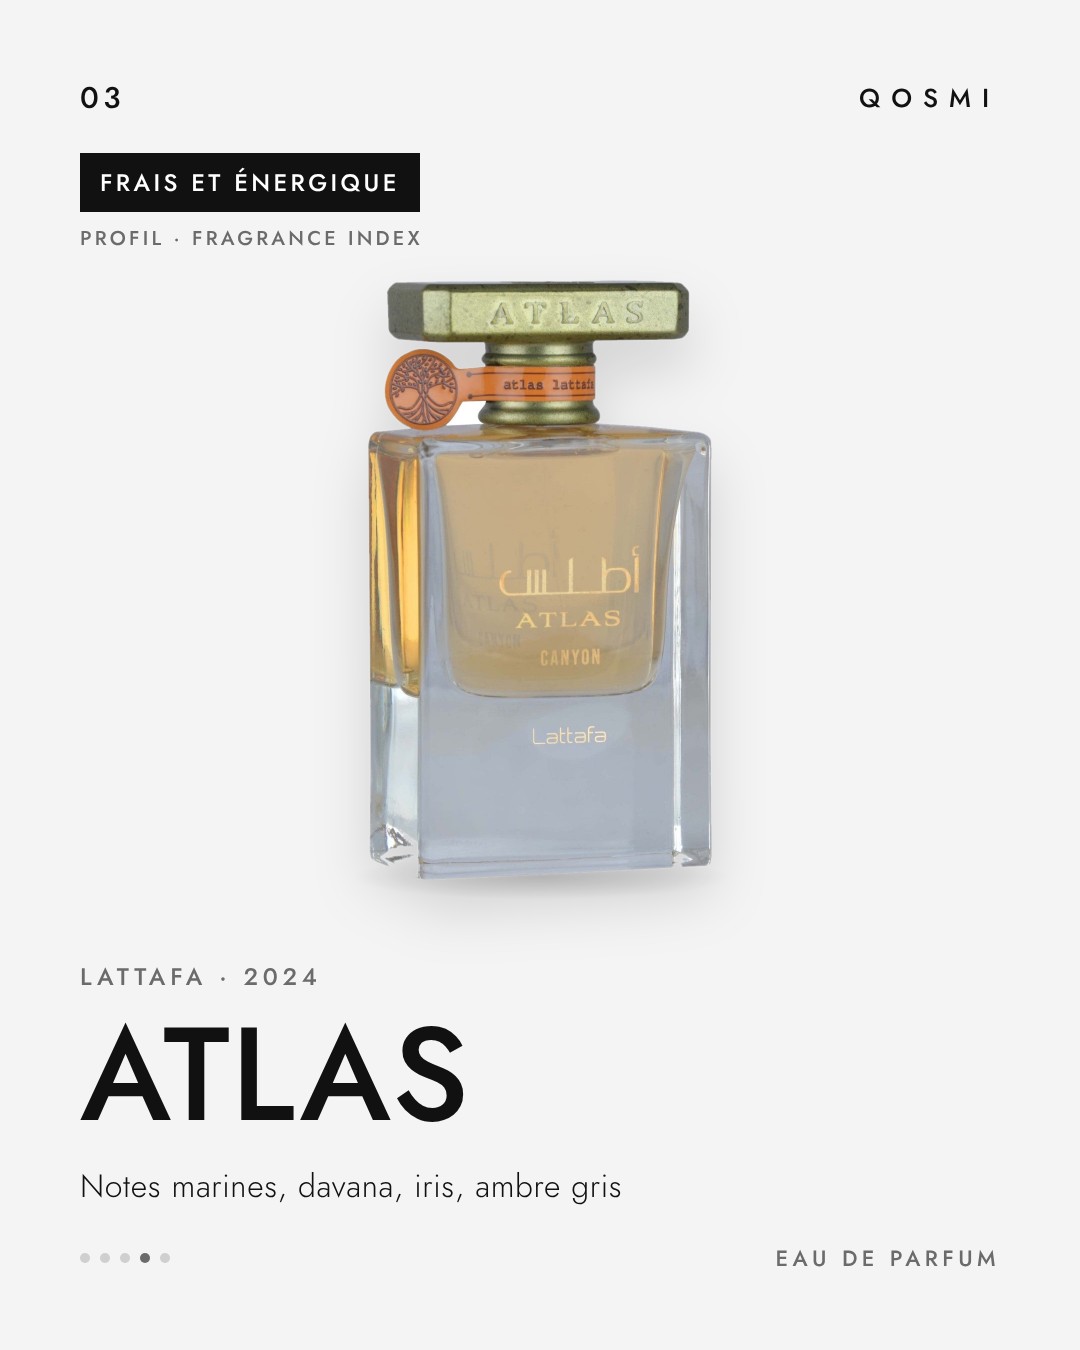 03
QOSMI
FRAIS ET ÉNERGIQUE
PROFIL · FRAGRANCE INDEX
ATLAS
atlas lattafa
أطلس
ATLAS
CANYON
Lattafa
LATTAFA · 2024
ATLAS
Notes marines, davana, iris, ambre gris
EAU DE PARFUM